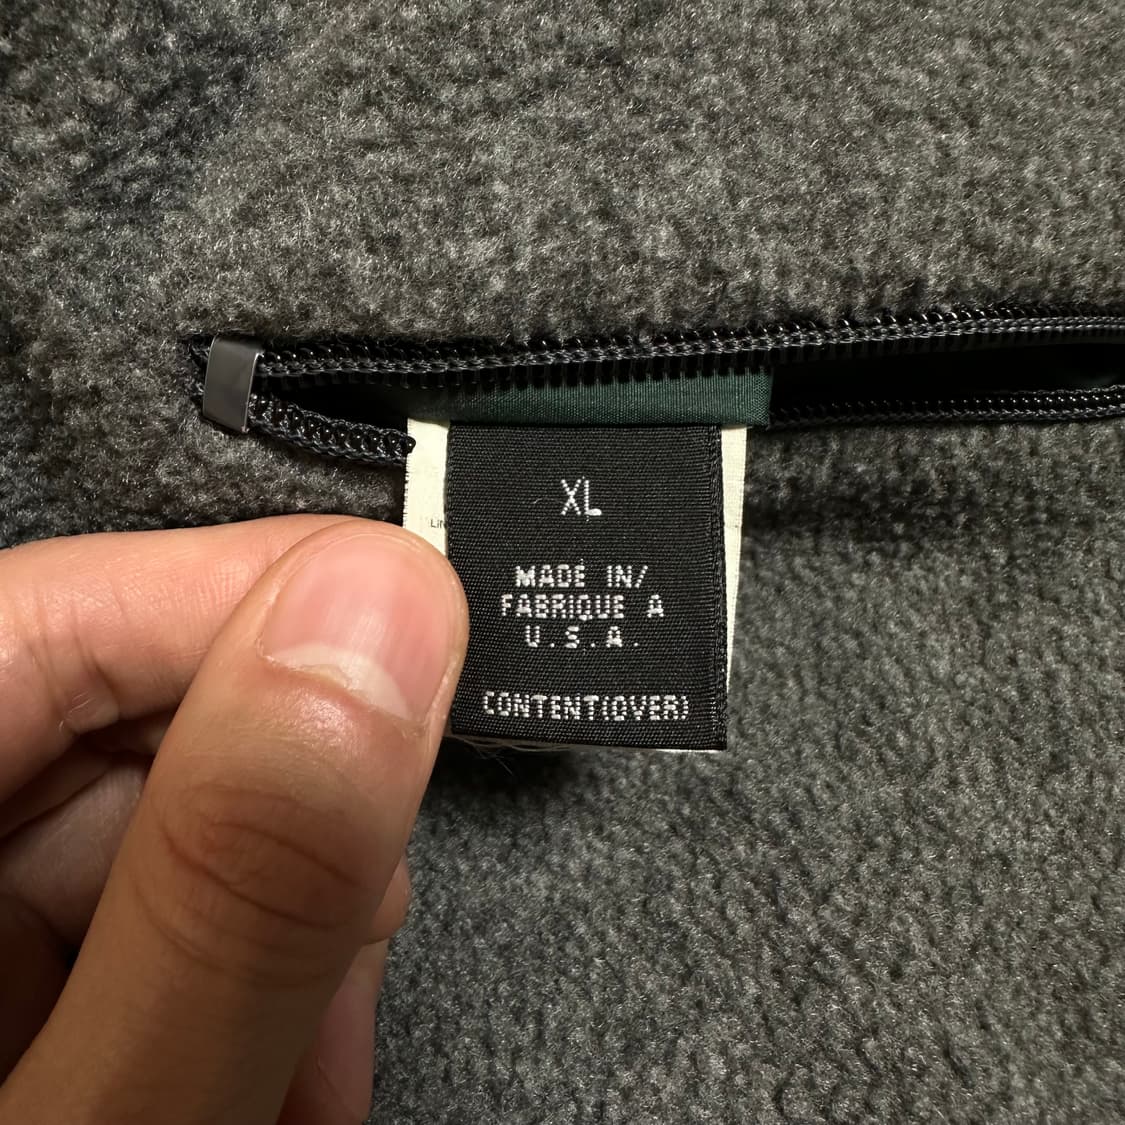 XL
MADE IN/
FABRIQUE A
U.S.A.
CONTENT(OVER)